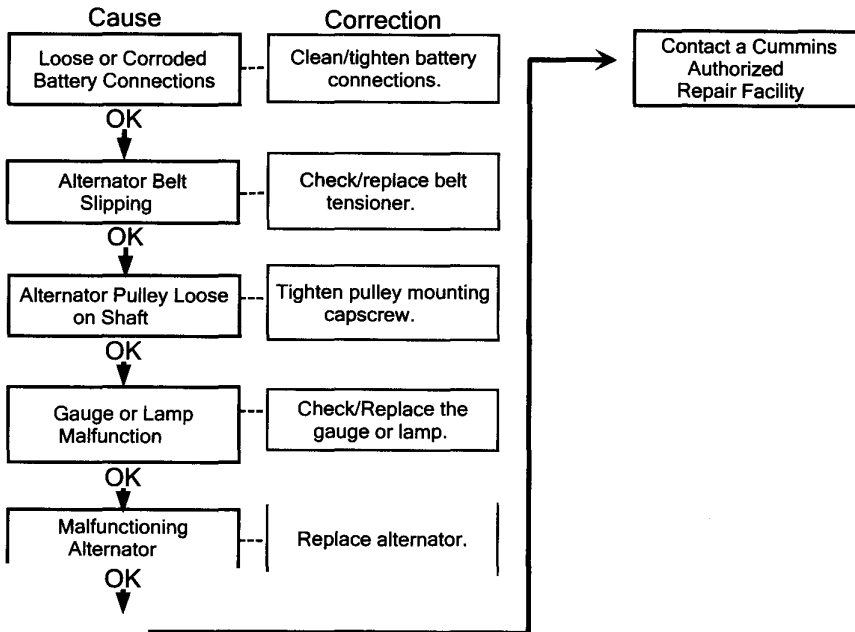 Cause
Correction
Loose or Corroded
Battery Connections
Clean/tighten battery
connections.
OK
Alternator Belt
Slipping
Check/replace belt
tensioner.
OK
Alternator Pulley Loose
on Shaft
Tighten pulley mounting
capscrew.
OK
Gauge or Lamp
Malfunction
Check/Replace the
gauge or lamp.
OK
Malfunctioning
Alternator
Replace alternator.
OK
Contact a Cummins
Authorized
Repair Facility